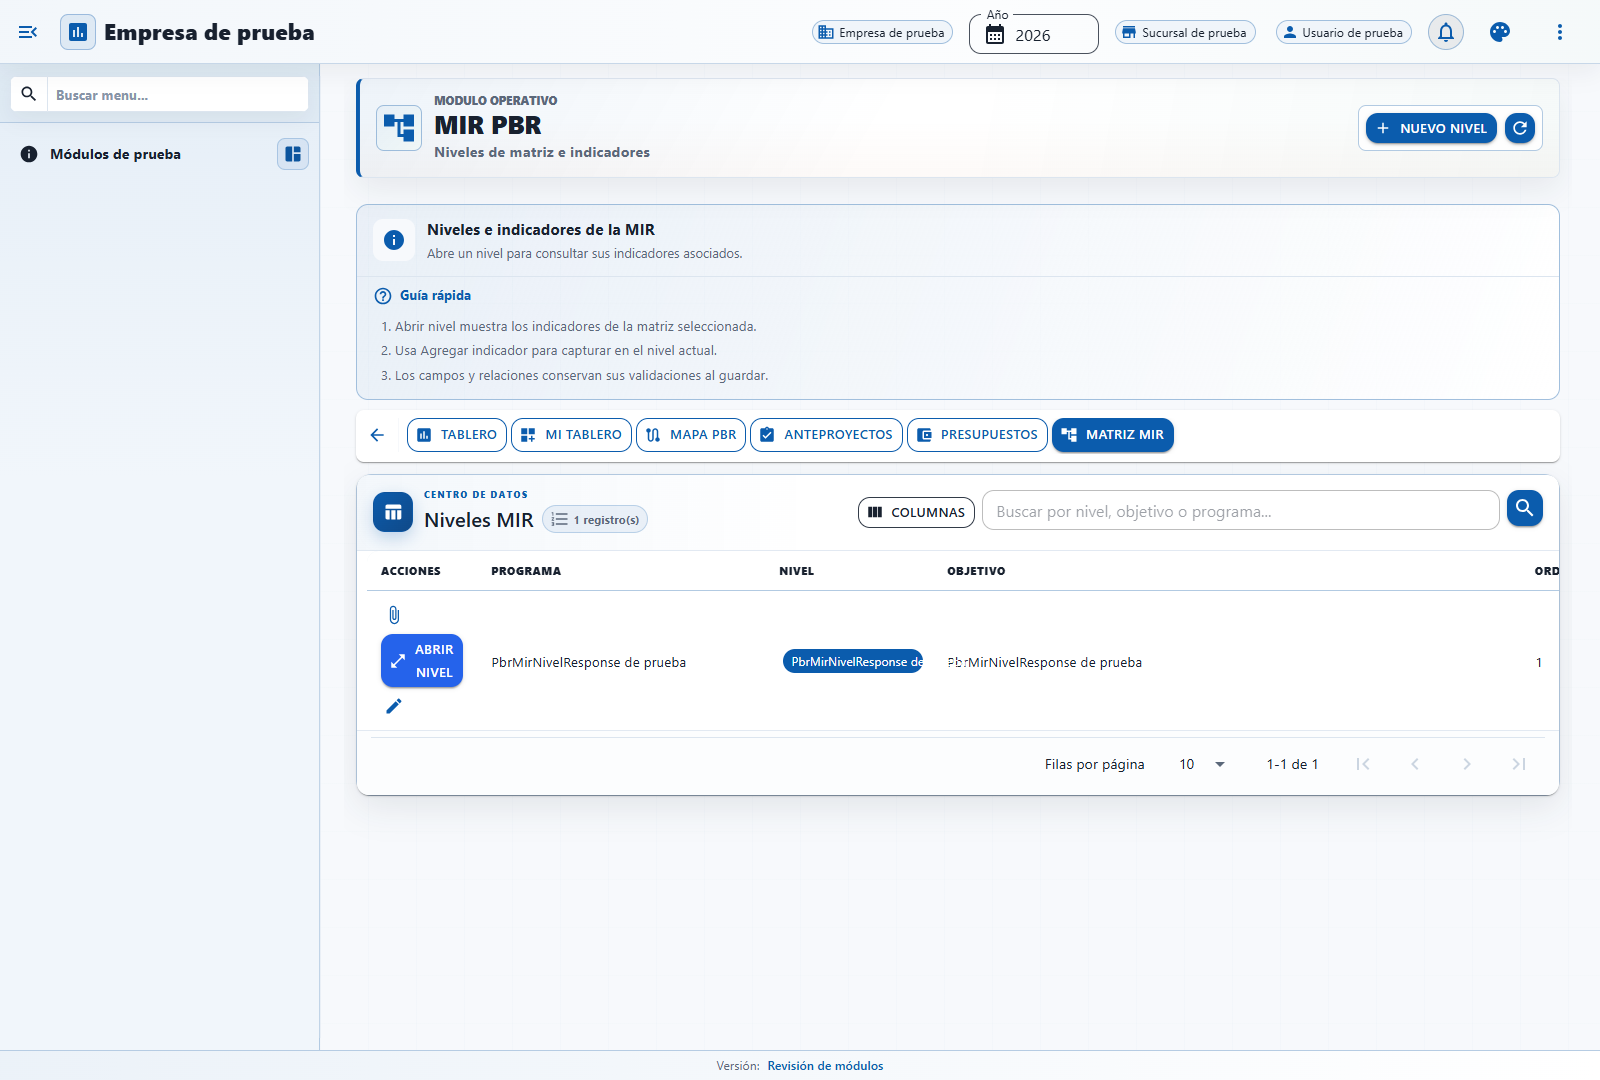 Empresa de prueba
Empresa de prueba
Año
2026
Sucursal de prueba
Usuario de prueba
Buscar menu...
Módulos de prueba
MODULO OPERATIVO
MIR PBR
Niveles de matriz e indicadores
NUEVO NIVEL
Niveles e indicadores de la MIR
Abre un nivel para consultar sus indicadores asociados.
Guía rápida
1. Abrir nivel muestra los indicadores de la matriz seleccionada.
2. Usa Agregar indicador para capturar en el nivel actual.
3. Los campos y relaciones conservan sus validaciones al guardar.
TABLERO
MI TABLERO
MAPA PBR
ANTEPROYECTOS
PRESUPUESTOS
MATRIZ MIR
CENTRO DE DATOS
Niveles MIR
1 registro(s)
COLUMNAS
Buscar por nivel, objetivo o programa...
ACCIONES PROGRAMA NIVEL OBJETIVO ORD
ABRIR
NIVEL
PbrMirNivelResponse de prueba
PbrMirNivelResponse de
PbrMirNivelResponse de prueba
1
Filas por página 10 1-1 de 1
Versión: Revisión de módulos